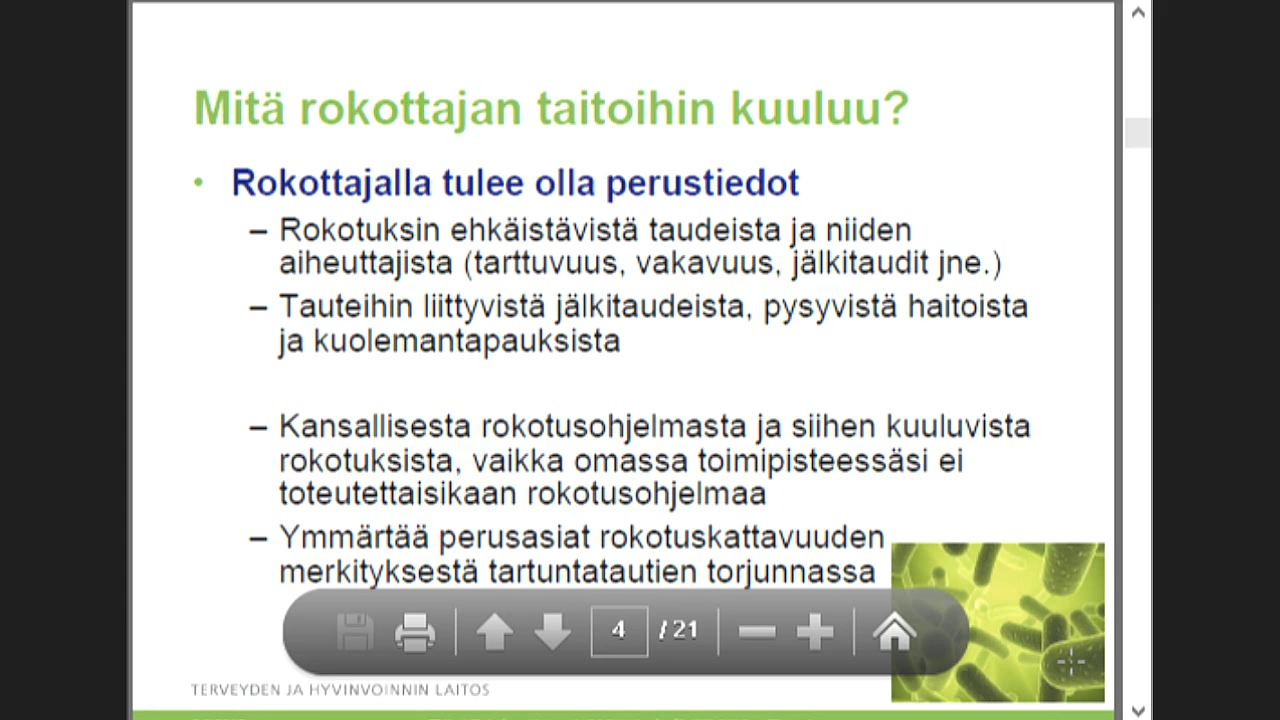 Mitä rokottajan taitoihin kuuluu?
• Rokottajalla tulee olla perustiedot
– Rokotuksin ehkäistävistä taudeista ja niiden
aiheuttajista (tarttuvuus, vakavuus, jälkitaudit jne.)
– Tauteihin liittyvistä jälkitaudeista, pysyvistä haitoista
ja kuolemantapauksista
– Kansallisesta rokotusohjelmasta ja siihen kuuluvista
rokotuksista, vaikka omassa toimipisteessäsi ei
toteutettaisikaan rokotusohjelmaa
– Ymmärtää perusasiat rokotuskattavuuden
merkityksestä tartuntatautien torjunnassa
4 / 21
TERVEYDEN JA HYVINVOINNIN LAITOS